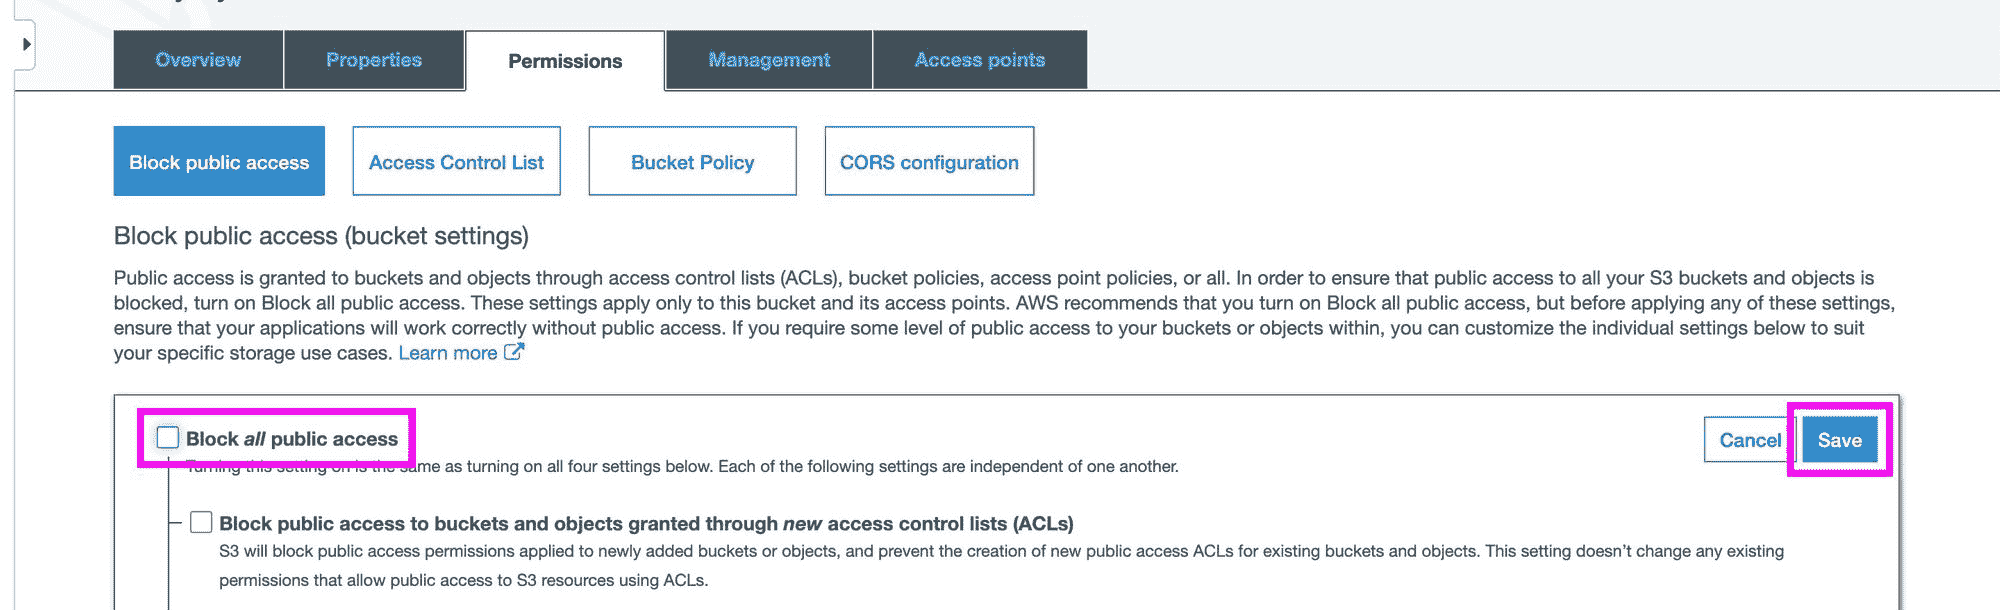 Overview
Properties
Permissions
Management
Access points
Block public access
Access Control List
Bucket Policy
CORS configuration
Block public access (bucket settings)
Public access is granted to buckets and objects through access control lists (ACLs), bucket policies, access point policies, or all. In order to ensure that public access to all your S3 buckets and objects is
blocked, turn on Block all public access. These settings apply only to this bucket and its access points. AWS recommends that you turn on Block all public access, but before applying any of these settings,
ensure that your applications will work correctly without public access. If you require some level of public access to your buckets or objects within, you can customize the individual settings below to suit
your specific storage use cases. Learn more
Block all public access
Cancel
Save
Turning this setting on is the same as turning on all four settings below. Each of the following settings are independent of one another.
Block public access to buckets and objects granted through new access control lists (ACLs)
S3 will block public access permissions applied to newly added buckets or objects, and prevent the creation of new public access ACLs for existing buckets and objects. This setting doesn't change any existing
permissions that allow public access to S3 resources using ACLs.